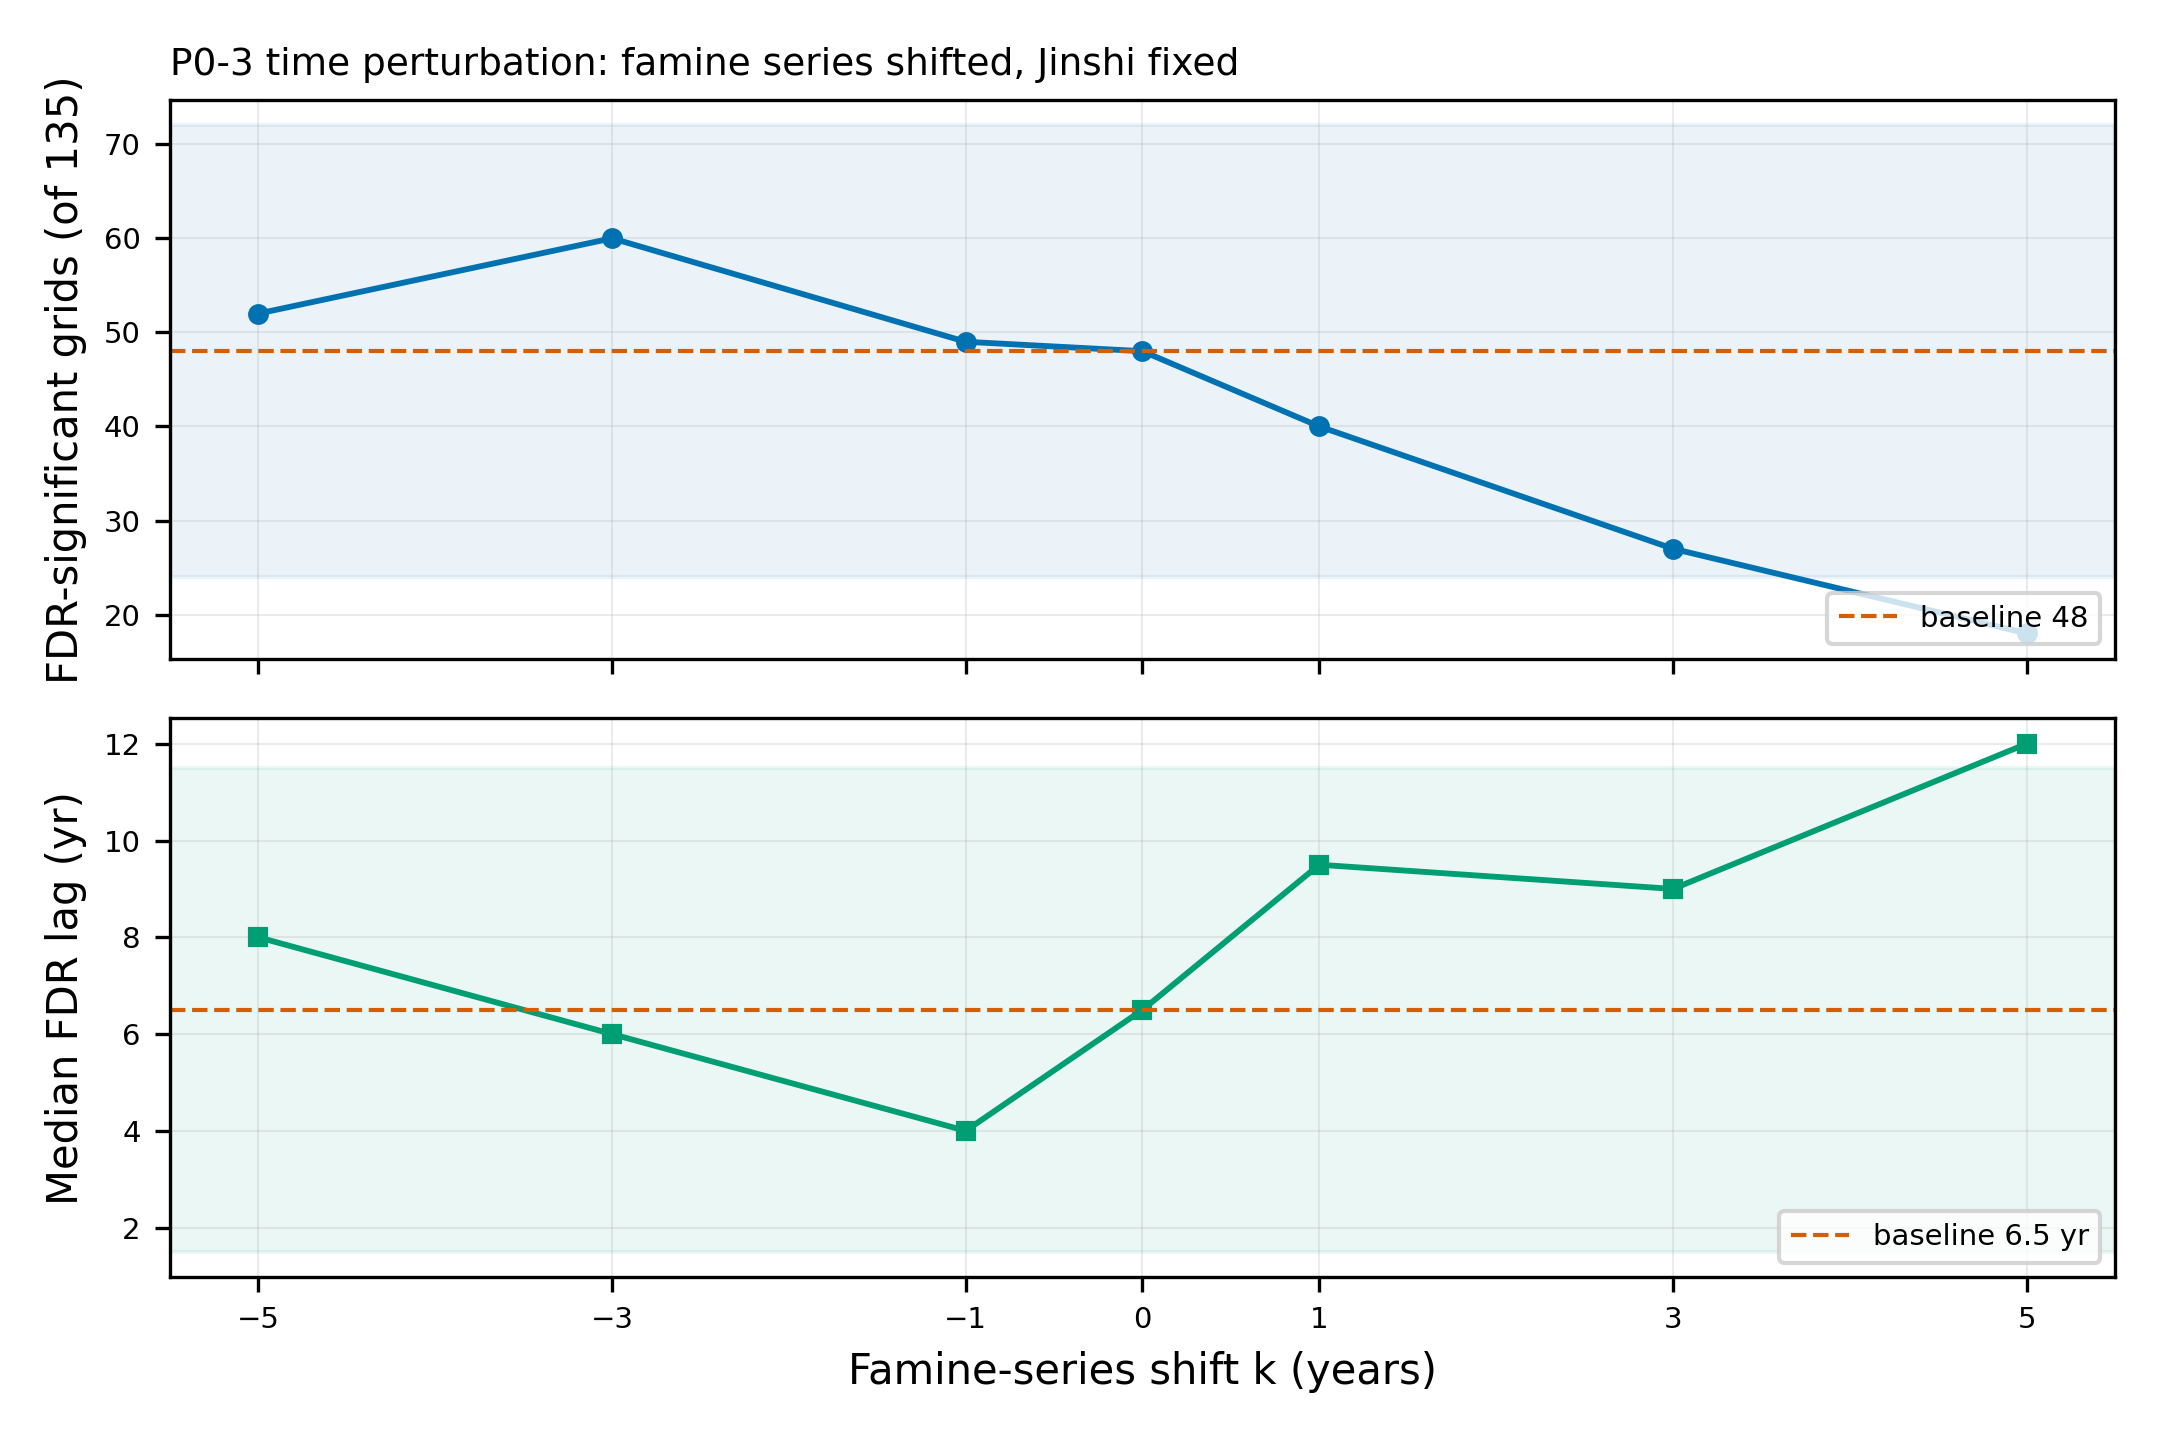 P0-3 time perturbation: famine series shifted, Jinshi fixed
FDR-significant grids (of 135)
70
60
50
40
30
20
baseline 48
Median FDR lag (yr)
12
10
8
6
4
2
baseline 6.5 yr
−5 −3 −1 0 1 3 5
Famine-series shift k (years)